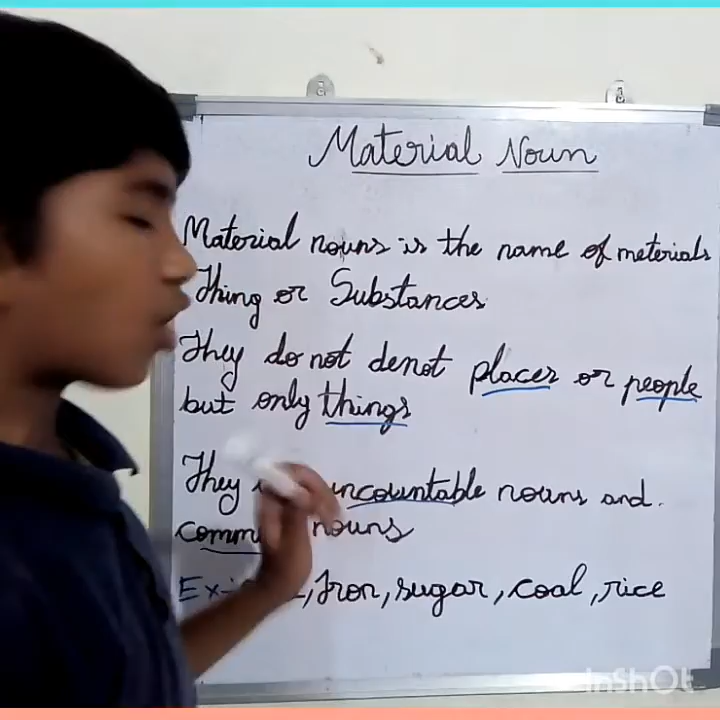 Material Noun
Material nouns is the name of meterials
Thing or Substances
They do not denot places or people
but only things
They uncountable nouns and.
nouns
Ex:- , Iron, sugar, coal, rice
InShOt